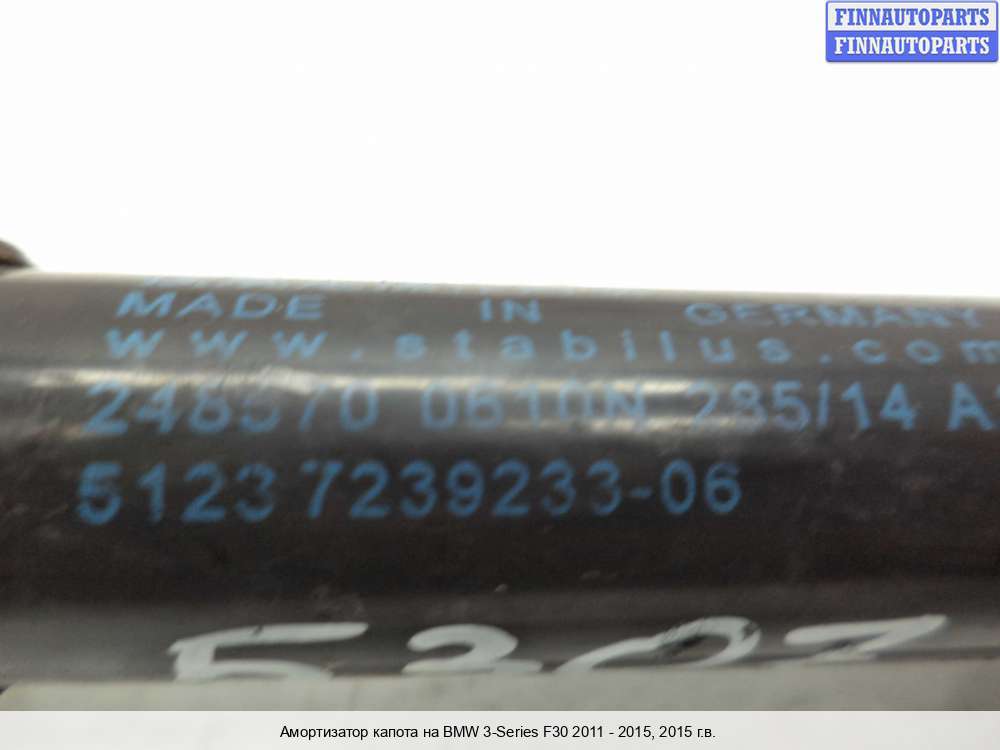 FINNAUTOPARTS
FINNAUTOPARTS
MADE IN GERMANY
www.stabilus.com
248570 0610N 285/14 A
51237239233-06
5307
Амортизатор капота на BMW 3-Series F30 2011 - 2015, 2015 г.в.